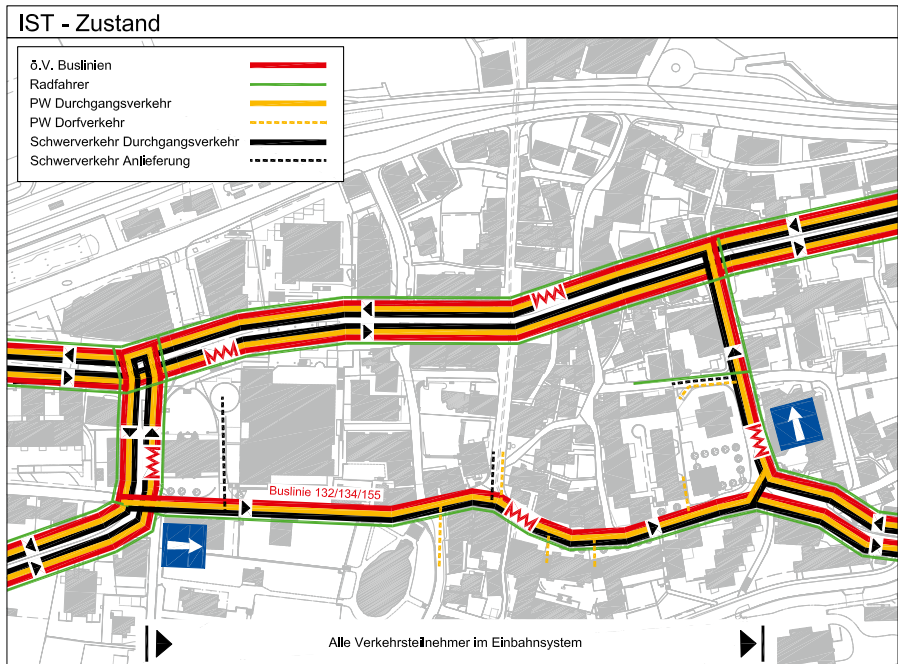 IST - Zustand
ö.V. Buslinien
Radfahrer
PW Durchgangsverkehr
PW Dorfverkehr
Schwerverkehr Durchgangsverkehr
Schwerverkehr Anlieferung
Buslinie 132/134/155
Alle Verkehrsteilnehmer im Einbahnsystem